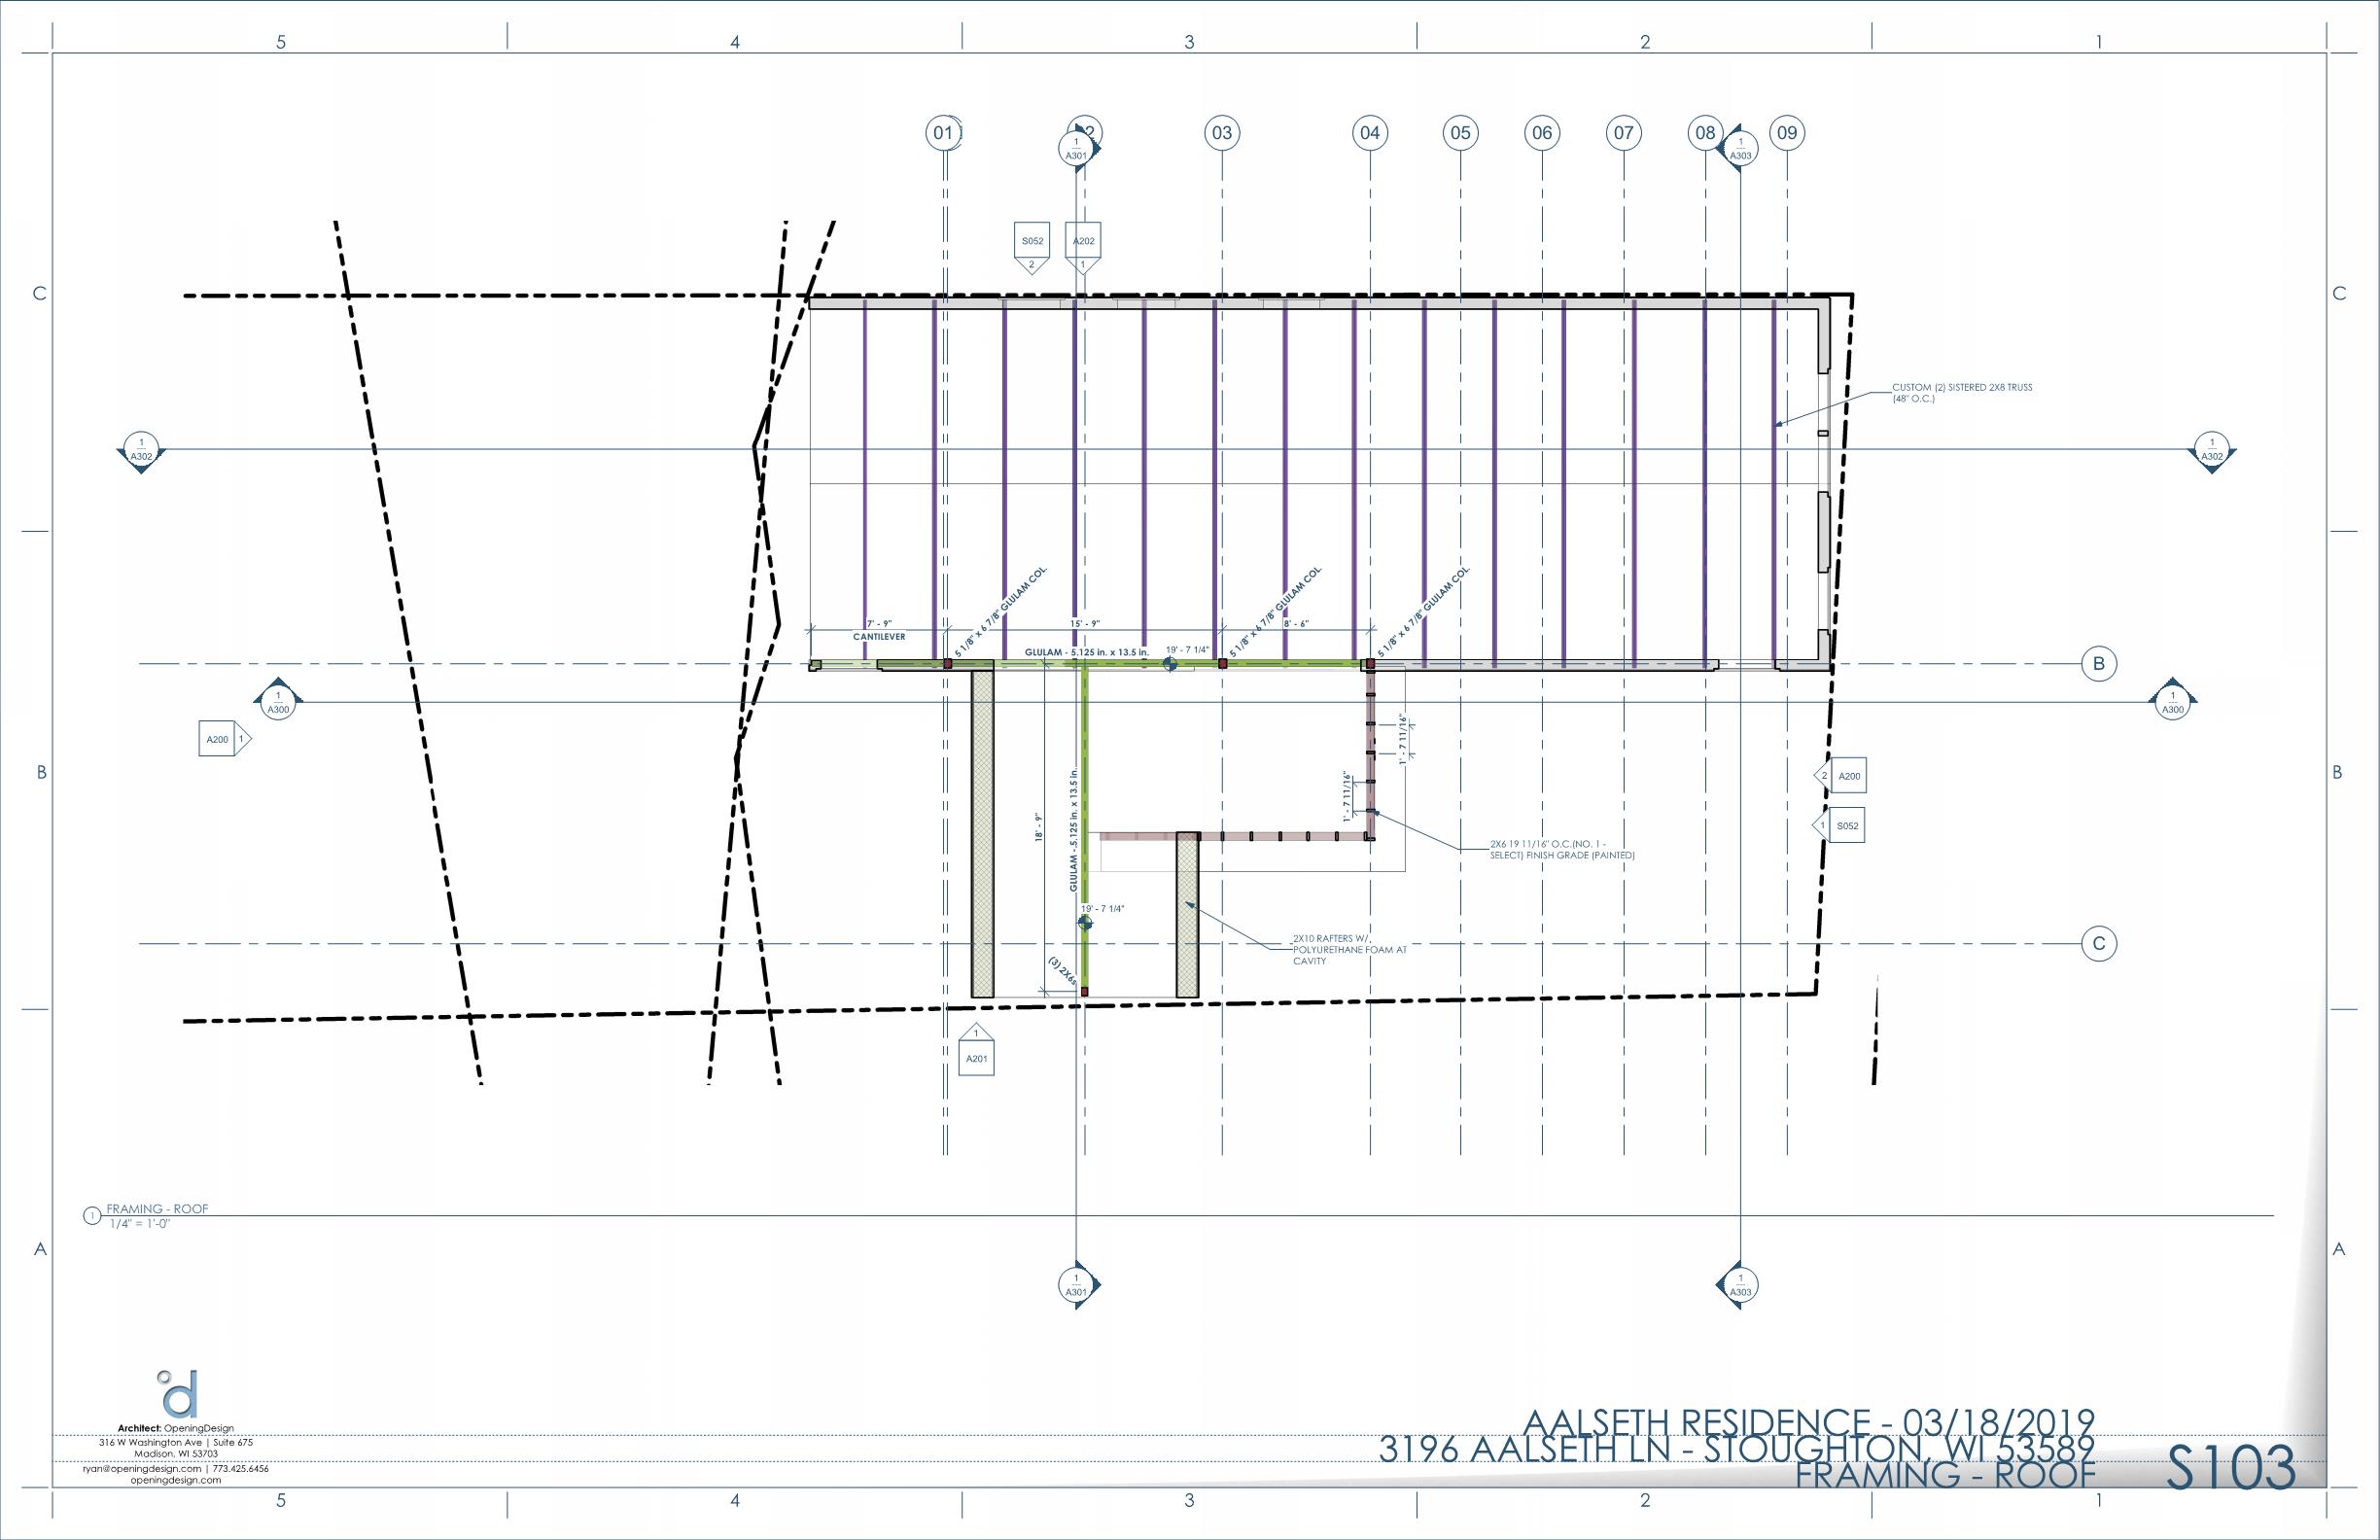 5 4 3 2 1
01 02 03 04 05 06 07 08 09
1
A301
1
A303
S052
2
A202
1
C
C
CUSTOM (2) SISTERED 2X8 TRUSS
(48" O.C.)
1
A302
1
A302
5 1/8" x 6 7/8" GLULAM COL.
5 1/8" x 6 7/8" GLULAM COL.
5 1/8" x 6 7/8" GLULAM COL.
7' - 9"
15' - 9"
8' - 6"
CANTILEVER
GLULAM - 5.125 in. x 13.5 in.
19' - 7 1/4"
B
1
A300
1
A300
A200
1
1' - 7 11/16"
B
B
2
A200
1' - 7 11/16"
18' - 9"
GLULAM - 5.125 in. x 13.5 in.
1
S052
2X6 19 11/16" O.C.(NO. 1 -
SELECT) FINISH GRADE (PAINTED)
19' - 7 1/4"
2X10 RAFTERS W/
POLYURETHANE FOAM AT
CAVITY
C
(3) 2X6s
1
A201
1
FRAMING - ROOF
1/4" = 1'-0"
A
A
1
A301
1
A303
d
Architect: OpeningDesign
316 W Washington Ave | Suite 675
Madison, WI 53703
ryan@openingdesign.com | 773.425.6456
openingdesign.com
AALSETH RESIDENCE - 03/18/2019
3196 AALSETH LN - STOUGHTON, WI 53589
FRAMING - ROOF
S103
5 4 3 2 1